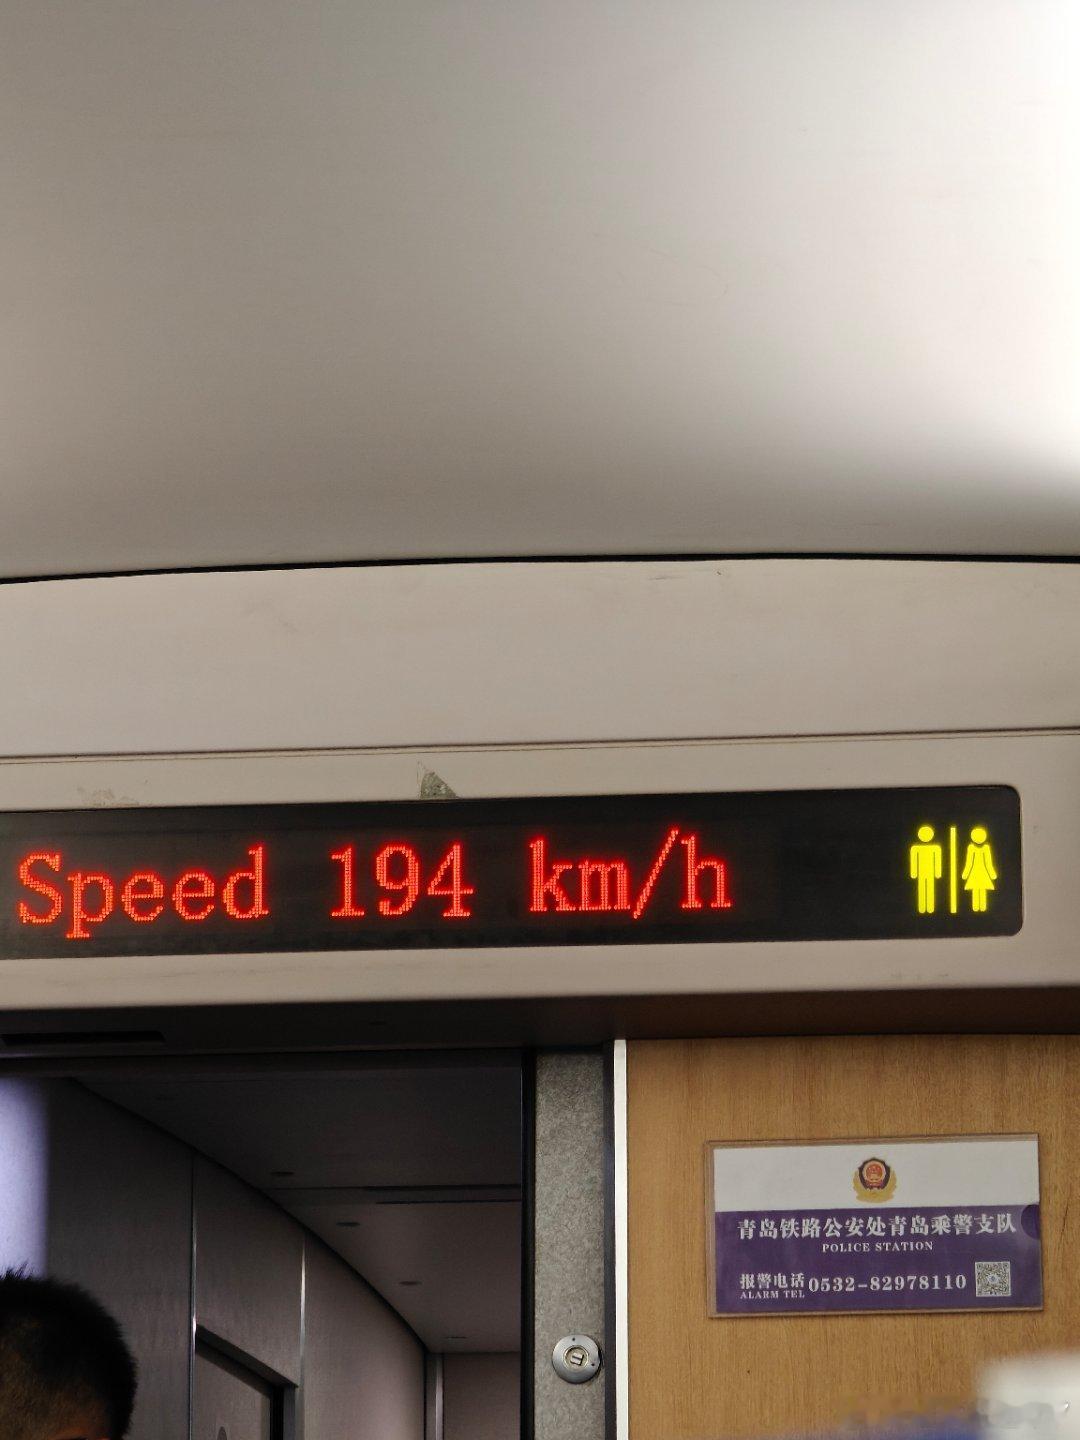 Speed 194 km/h
青岛铁路公安处青岛乘警支队
POLICE STATION
报警电话 0532-82978110
ALARM TEL